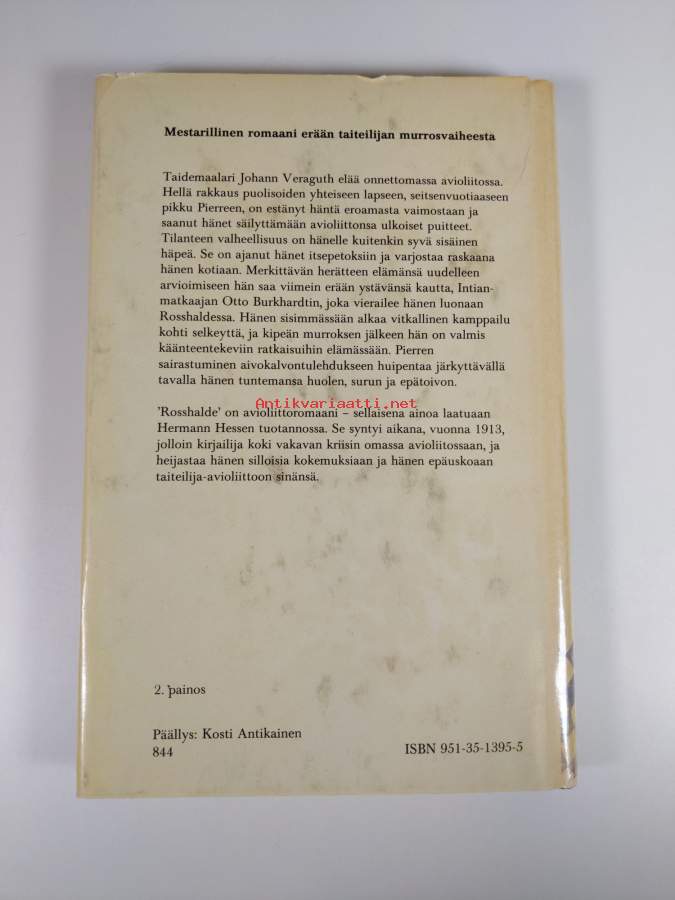 Mestarillinen romaani erään taiteilijan murrosvaiheesta
Taidemaalari Johann Veraguth elää onnettomassa avioliitossa.
Hellä rakkaus puolisoiden yhteiseen lapseen, seitsenvuotiaaseen
pikku Pierreen, on estänyt häntä eroamasta vaimostaan ja
saanut hänet säilyttämään avioliittonsa ulkoiset puitteet.
Tilanteen valheellisuus on hänelle kuitenkin syvä sisäinen
häpeä. Se on ajanut hänet itsepetoksiin ja varjostaa raskaana
hänen kotiaan. Merkittävän herätteen elämänsä uudelleen
arvioimiseen hän saa viimein erään ystävänsä kautta, Intian-
matkaajan Otto Burkhardtin, joka vierailee hänen luonaan
Rosshaldessa. Hänen sisimmässään alkaa vitkallinen kamppailu
kohti selkeyttä, ja kipeän murroksen jälkeen hän on valmis
käänteentekeviin ratkaisuihin elämässään. Pierren
sairastuminen aivokalvontulehdukseen huipentaa järkyttävällä
tavalla hänen tuntemansa huolen, surun ja epätoivon.
Antikvariaatti.net
'Rosshalde' on avioliittoromaani – sellaisena ainoa laatuaan
Hermann Hessen tuotannossa. Se syntyi aikana, vuonna 1913,
jolloin kirjailija koki vakavan kriisin omassa avioliitossaan, ja
heijastaa hänen silloisia kokemuksiaan ja hänen epäuskoaan
taiteilija-avioliittoon sinänsä.
2. painos
Päällys: Kosti Antikainen
844
ISBN 951-35-1395-5